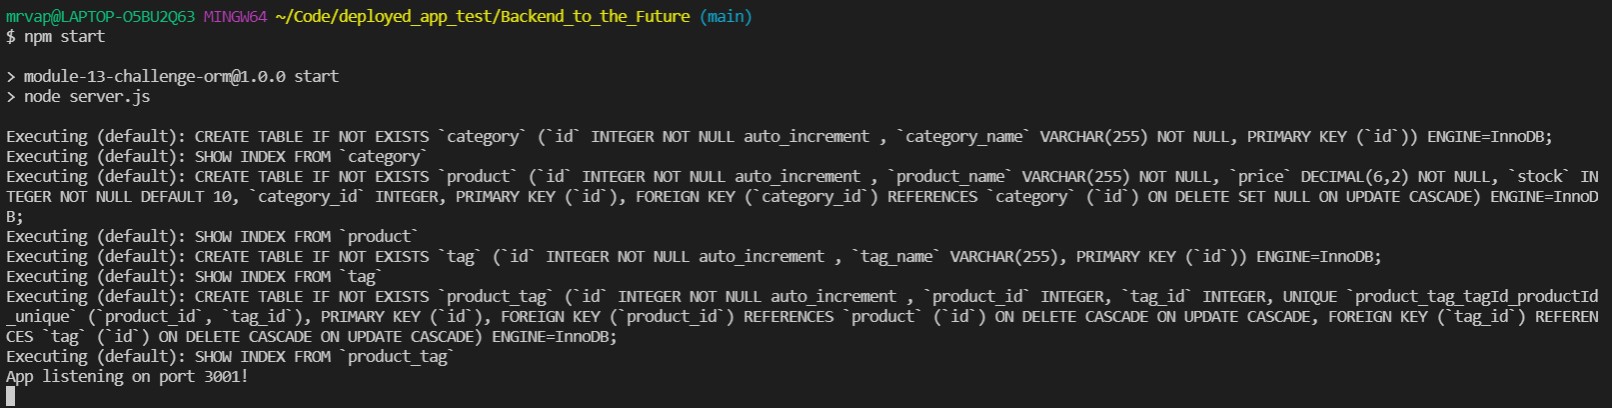 mrvap@LAPTOP-O5BU2Q63 MINGW64 ~/Code/deployed_app_test/Backend_to_the_Future (main)
$ npm start
> module-13-challenge-orm@1.0.0 start
> node server.js
Executing (default): CREATE TABLE IF NOT EXISTS `category` (`id` INTEGER NOT NULL auto_increment , `category_name` VARCHAR(255) NOT NULL, PRIMARY KEY (`id`)) ENGINE=InnoDB;
Executing (default): SHOW INDEX FROM `category`
Executing (default): CREATE TABLE IF NOT EXISTS `product` (`id` INTEGER NOT NULL auto_increment , `product_name` VARCHAR(255) NOT NULL, `price` DECIMAL(6,2) NOT NULL, `stock` IN
TEGER NOT NULL DEFAULT 10, `category_id` INTEGER, PRIMARY KEY (`id`), FOREIGN KEY (`category_id`) REFERENCES `category` (`id`) ON DELETE SET NULL ON UPDATE CASCADE) ENGINE=InnoD
B;
Executing (default): SHOW INDEX FROM `product`
Executing (default): CREATE TABLE IF NOT EXISTS `tag` (`id` INTEGER NOT NULL auto_increment , `tag_name` VARCHAR(255), PRIMARY KEY (`id`)) ENGINE=InnoDB;
Executing (default): SHOW INDEX FROM `tag`
Executing (default): CREATE TABLE IF NOT EXISTS `product_tag` (`id` INTEGER NOT NULL auto_increment , `product_id` INTEGER, `tag_id` INTEGER, UNIQUE `product_tag_tagId_productId
_unique` (`product_id`, `tag_id`), PRIMARY KEY (`id`), FOREIGN KEY (`product_id`) REFERENCES `product` (`id`) ON DELETE CASCADE ON UPDATE CASCADE, FOREIGN KEY (`tag_id`) REFEREN
CES `tag` (`id`) ON DELETE CASCADE ON UPDATE CASCADE) ENGINE=InnoDB;
Executing (default): SHOW INDEX FROM `product_tag`
App listening on port 3001!